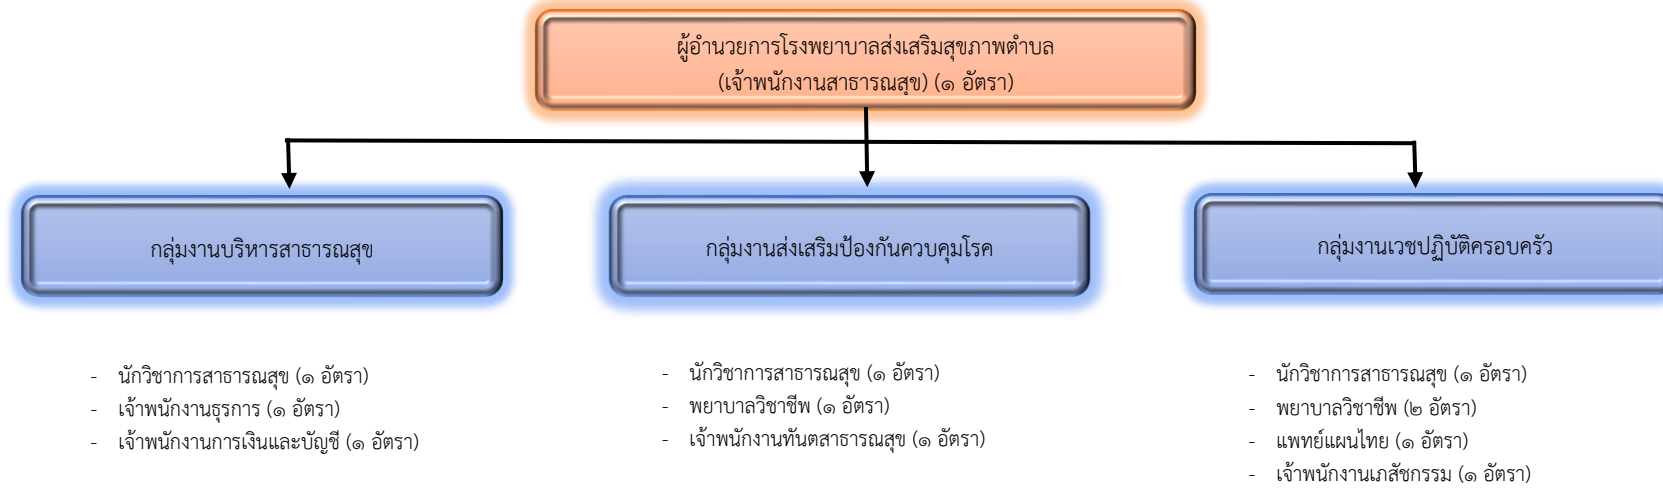 ผู้อำนวยการโรงพยาบาลส่งเสริมสุขภาพตำบล
(เจ้าพนักงานสาธารณสุข) (๑ อัตรา)
กลุ่มงานบริหารสาธารณสุข
กลุ่มงานส่งเสริมป้องกันควบคุมโรค
กลุ่มงานเวชปฏิบัติครอบครัว
- นักวิชาการสาธารณสุข (๑ อัตรา)
- เจ้าพนักงานธุรการ (๑ อัตรา)
- เจ้าพนักงานการเงินและบัญชี (๑ อัตรา)
- นักวิชาการสาธารณสุข (๑ อัตรา)
- พยาบาลวิชาชีพ (๑ อัตรา)
- เจ้าพนักงานทันตสาธารณสุข (๑ อัตรา)
- นักวิชาการสาธารณสุข (๑ อัตรา)
- พยาบาลวิชาชีพ (๒ อัตรา)
- แพทย์แผนไทย (๑ อัตรา)
- เจ้าพนักงานเภสัชกรรม (๑ อัตรา)